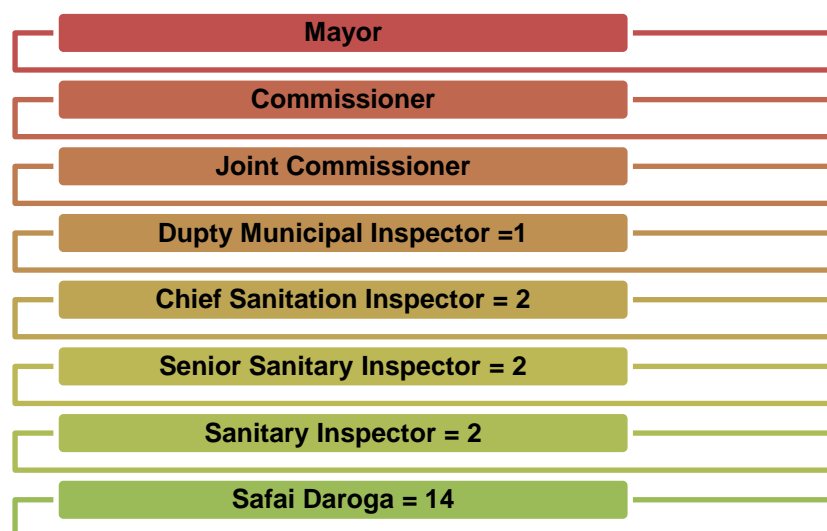 Mayor
Commissioner
Joint Commissioner
Dupty Municipal Inspector =1
Chief Sanitation Inspector = 2
Senior Sanitary Inspector = 2
Sanitary Inspector = 2
Safai Daroga = 14